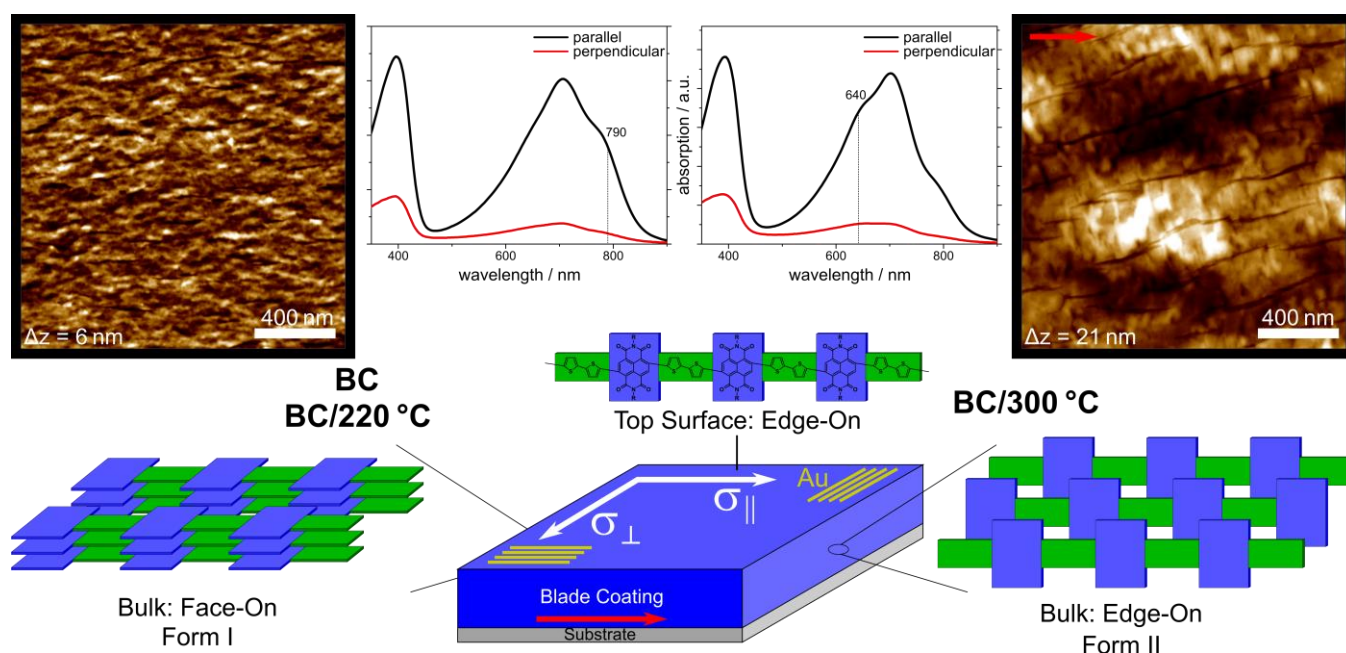 Δz = 6 nm
400 nm
parallel
perpendicular
790
400
600
800
wavelength / nm
absorption / a.u.
parallel
perpendicular
640
400
600
800
wavelength / nm
Δz = 21 nm
400 nm
BC
BC/220 °C
R
O N O
S
S
O N O
R
R
O N O
S
S
O N O
R
R
O N O
S
S
O N O
R
S
S
Top Surface: Edge-On
BC/300 °C
Au
σ||
σ⊥
Blade Coating
Substrate
Bulk: Face-On
Form I
Bulk: Edge-On
Form II